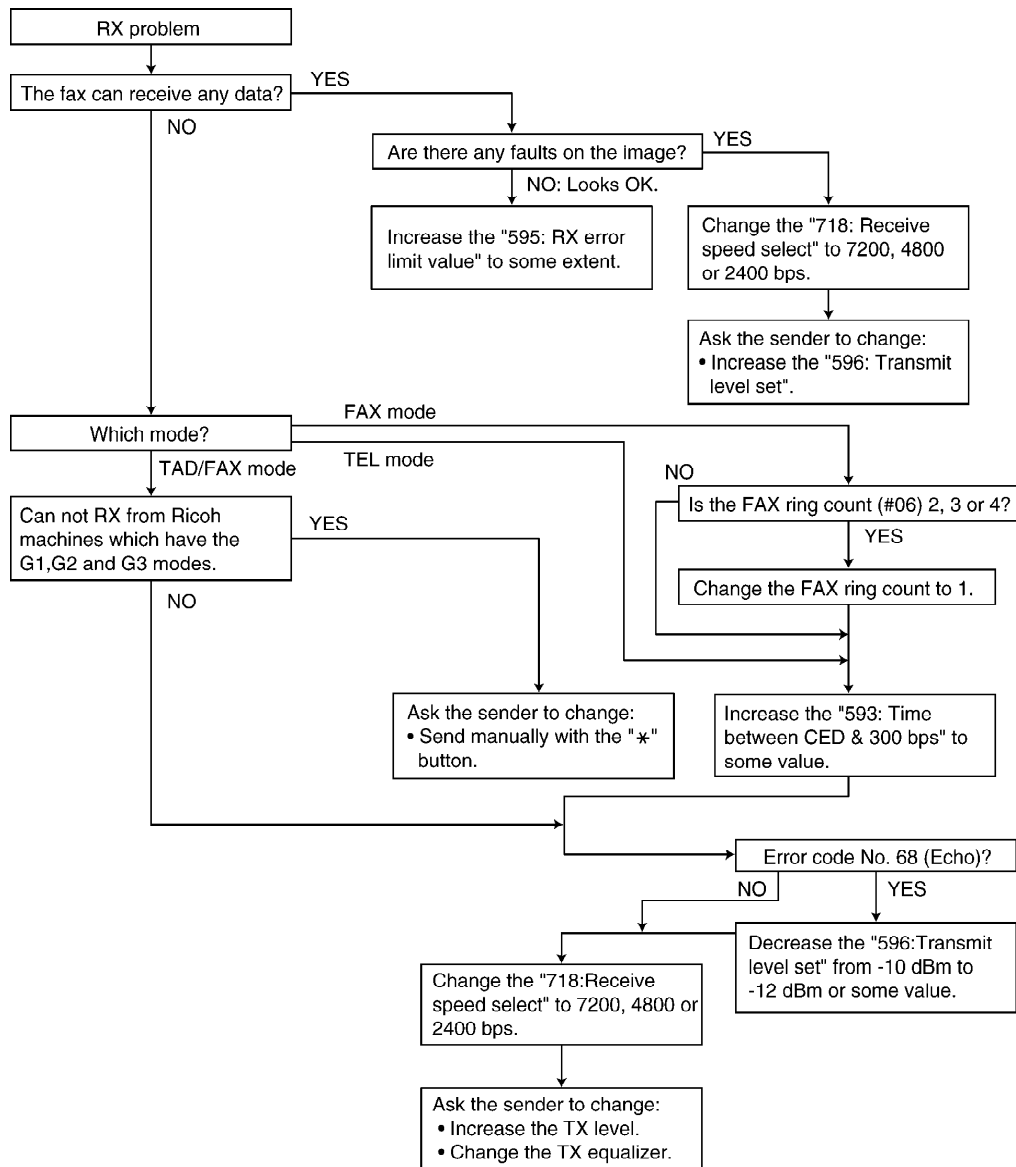 RX problem
The fax can receive any data?
YES
NO
Are there any faults on the image?
YES
NO: Looks OK.
Increase the "595: RX error
limit value" to some extent.
Change the "718: Receive
speed select" to 7200, 4800
or 2400 bps.
Ask the sender to change:
• Increase the "596: Transmit
level set".
Which mode?
FAX mode
TEL mode
TAD/FAX mode
NO
Is the FAX ring count (#06) 2, 3 or 4?
YES
Change the FAX ring count to 1.
Can not RX from Ricoh
machines which have the
G1,G2 and G3 modes.
YES
NO
Ask the sender to change:
• Send manually with the "*"
button.
Increase the "593: Time
between CED & 300 bps" to
some value.
Error code No. 68 (Echo)?
NO
YES
Decrease the "596:Transmit
level set" from -10 dBm to
-12 dBm or some value.
Change the "718:Receive
speed select" to 7200, 4800 or
2400 bps.
Ask the sender to change:
• Increase the TX level.
• Change the TX equalizer.